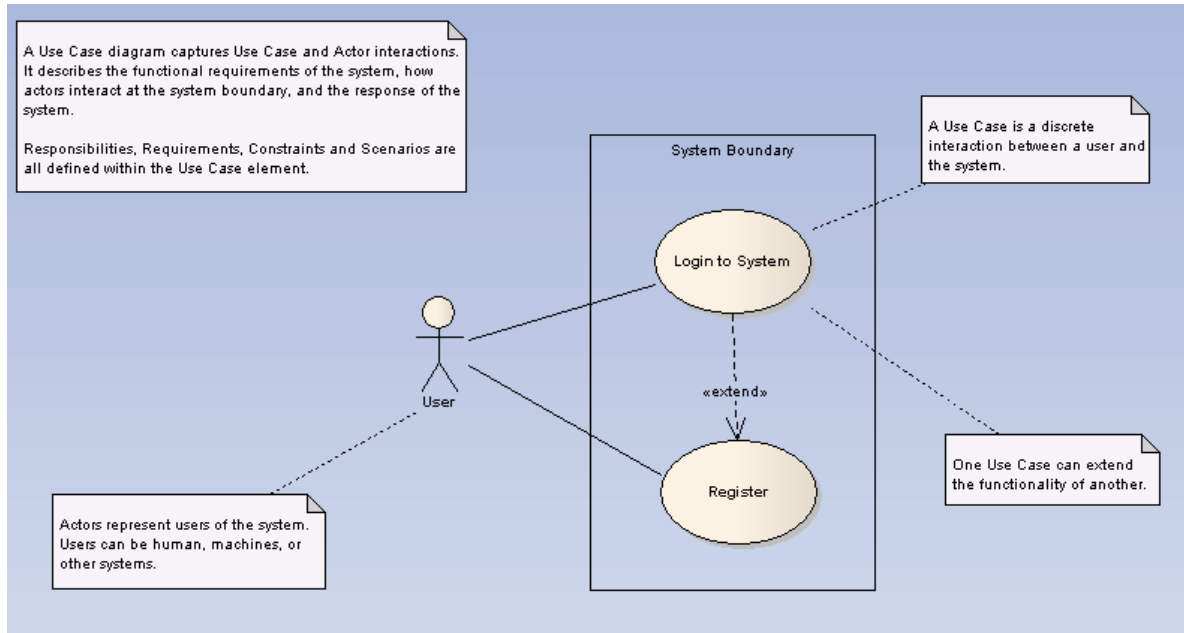 A Use Case diagram captures Use Case and Actor interactions.
It describes the functional requirements of the system, how
actors interact at the system boundary, and the response of the
system.
Responsibilities, Requirements, Constraints and Scenarios are
all defined within the Use Case element.
A Use Case is a discrete
interaction between a user and
the system.
System Boundary
Login to System
User
«extend»
Register
One Use Case can extend
the functionality of another.
Actors represent users of the system.
Users can be human, machines, or
other systems.